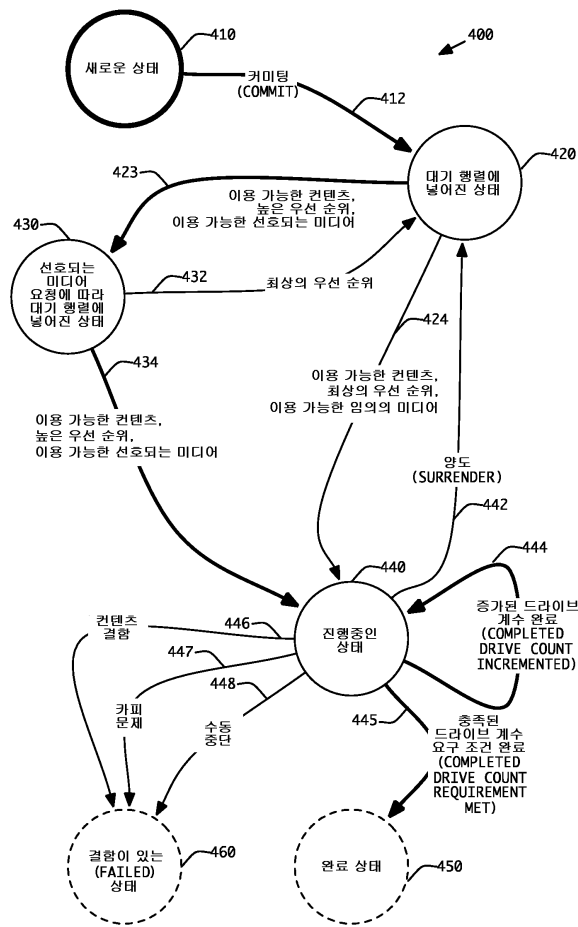 410
400
새로운 상태
커미팅
(COMMIT)
412
420
대기 행렬에
넣어진 상태
423
이용 가능한 컨텐츠,
높은 우선 순위,
이용 가능한 선호되는 미디어
430
선호되는
미디어
요청에 따라
대기 행렬에
넣어진 상태
432
최상의 우선 순위
424
434
이용 가능한 컨텐츠,
최상의 우선 순위,
이용 가능한 임의의 미디어
이용 가능한 컨텐츠,
높은 우선 순위,
이용 가능한 선호되는 미디어
양도
(SURRENDER)
442
444
440
진행중인
상태
증가된 드라이브
계수 완료
(COMPLETED
DRIVE COUNT
INCREMENTED)
컨텐츠
결함
446
447
448
카피
문제
수동
중단
445
충족된
드라이브 계수
요구 조건 완료
(COMPLETED
DRIVE COUNT
REQUIREMENT
MET)
결함이 있는
(FAILED)
상태
460
완료 상태
450